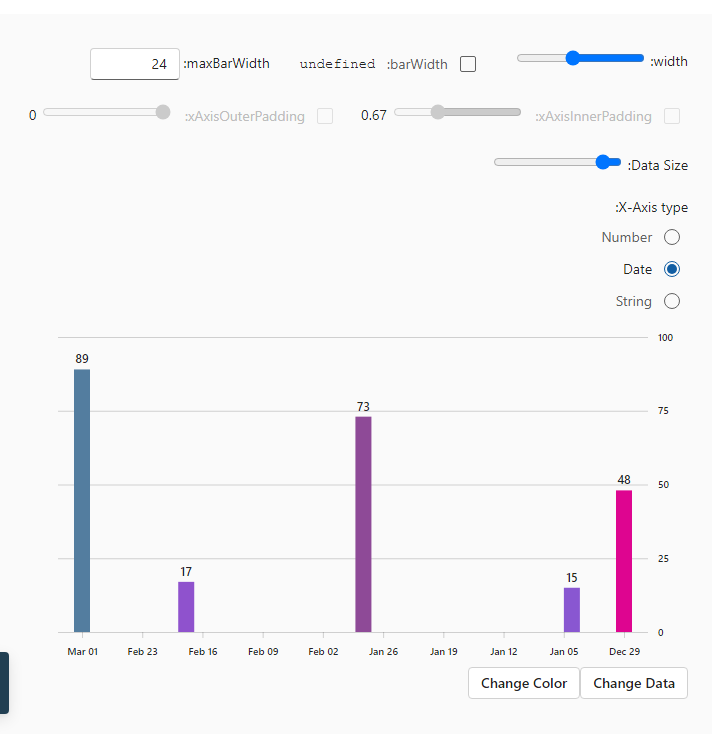 width:
barWidth: undefined
maxBarWidth: 24
xAxisInnerPadding: 0.67
xAxisOuterPadding: 0
Data Size:
X-Axis type:
Number
Date
String
100
75
50
25
0
89
17
73
15
48
Mar 01 Feb 23 Feb 16 Feb 09 Feb 02 Jan 26 Jan 19 Jan 12 Jan 05 Dec 29
Change Color Change Data